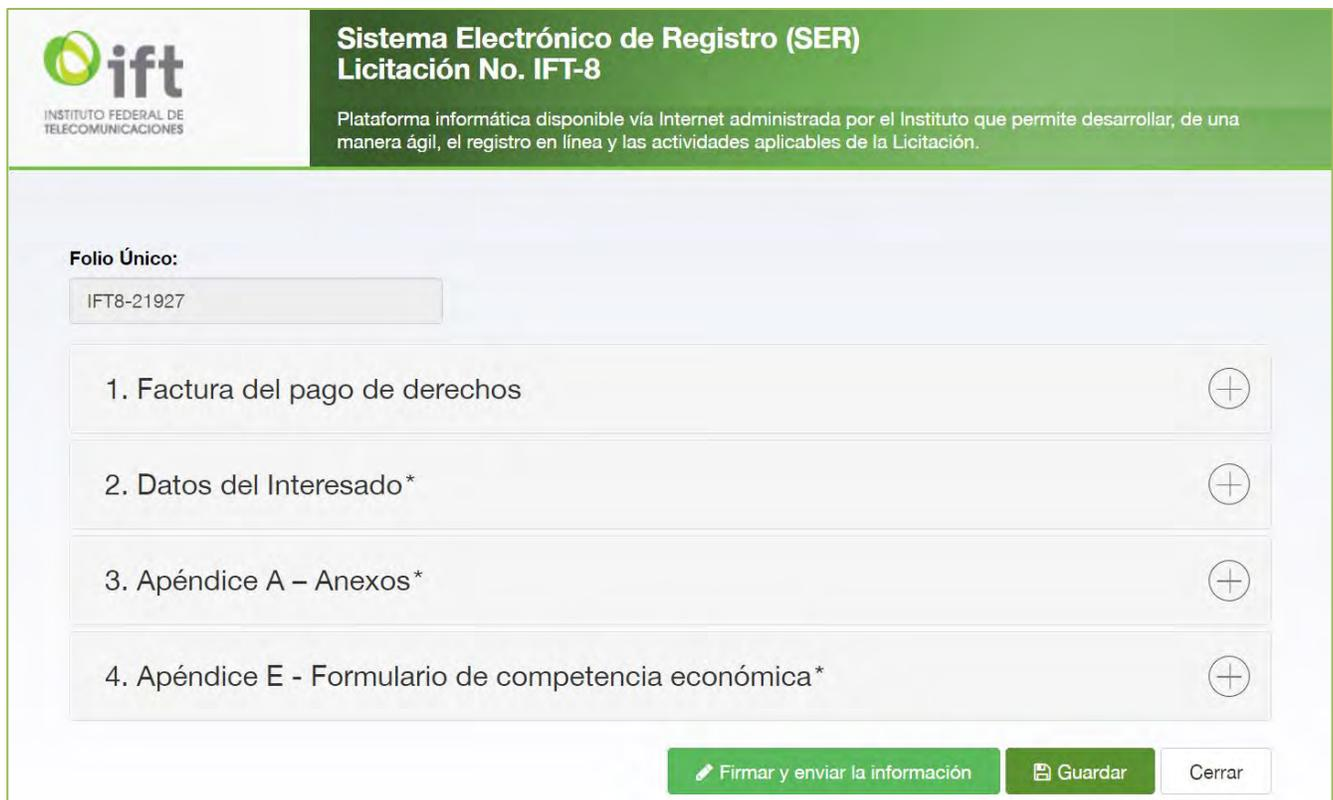 ift
INSTITUTO FEDERAL DE
TELECOMUNICACIONES
Sistema Electrónico de Registro (SER)
Licitación No. IFT-8
Plataforma informática disponible vía Internet administrada por el Instituto que permite desarrollar, de una
manera ágil, el registro en línea y las actividades aplicables de la Licitación.
Folio Único:
IFT8-21927
1. Factura del pago de derechos
2. Datos del Interesado*
3. Apéndice A – Anexos*
4. Apéndice E - Formulario de competencia económica*
Firmar y enviar la información
Guardar
Cerrar